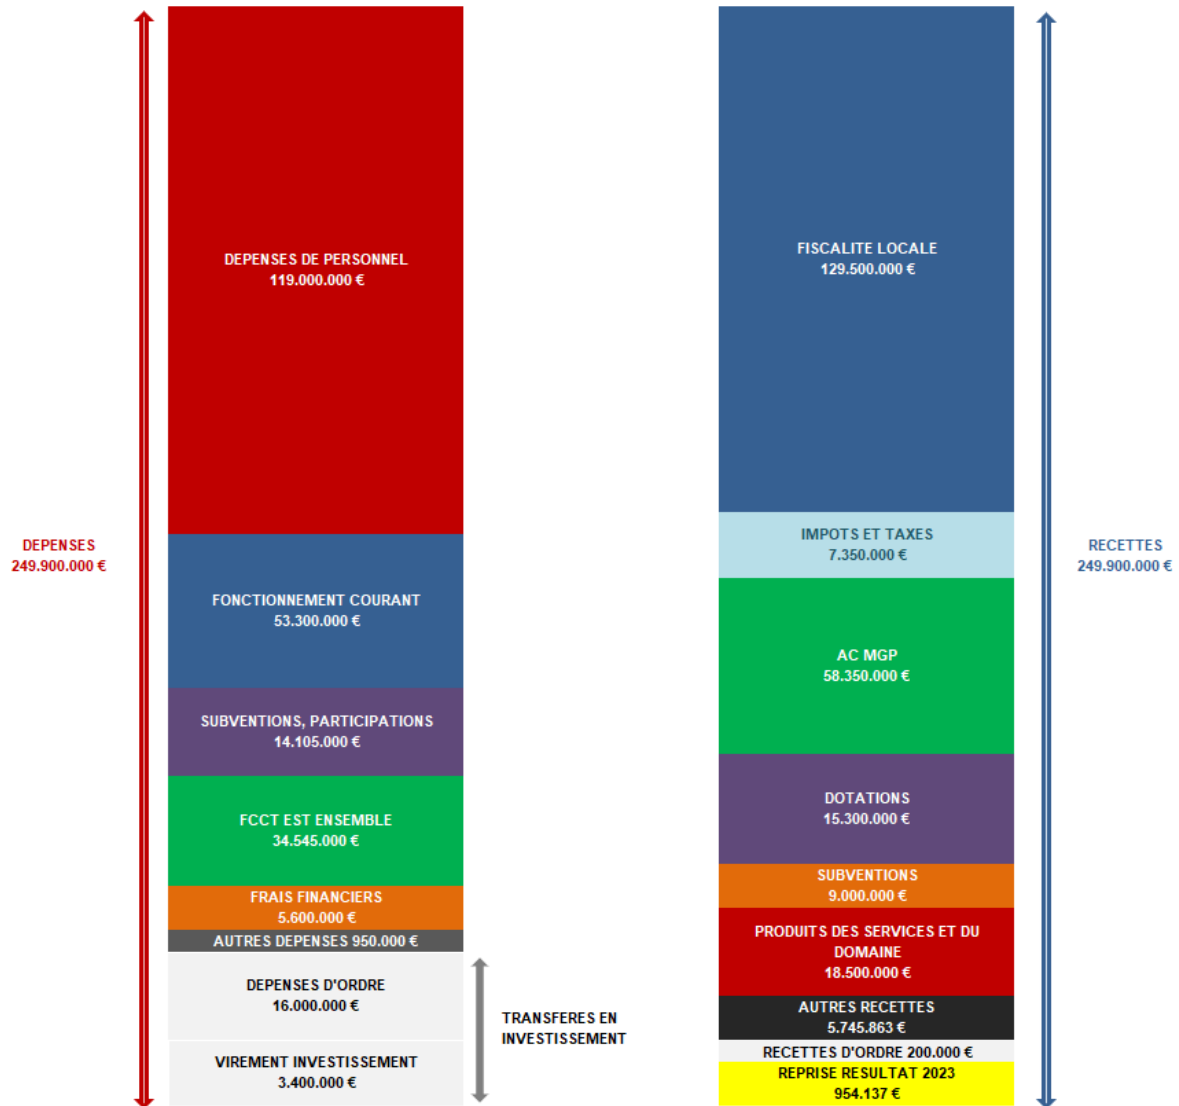 DEPENSES
249.900.000 €
DEPENSES DE PERSONNEL
119.000.000 €
FONCTIONNEMENT COURANT
53.300.000 €
SUBVENTIONS, PARTICIPATIONS
14.105.000 €
FCCT EST ENSEMBLE
34.545.000 €
FRAIS FINANCIERS
5.600.000 €
AUTRES DEPENSES 950.000 €
DEPENSES D'ORDRE
16.000.000 €
VIREMENT INVESTISSEMENT
3.400.000 €
TRANSFERES EN
INVESTISSEMENT
FISCALITE LOCALE
129.500.000 €
IMPOTS ET TAXES
7.350.000 €
AC MGP
58.350.000 €
DOTATIONS
15.300.000 €
SUBVENTIONS
9.000.000 €
PRODUITS DES SERVICES ET DU
DOMAINE
18.500.000 €
AUTRES RECETTES
5.745.863 €
RECETTES D'ORDRE 200.000 €
REPRISE RESULTAT 2023
954.137 €
RECETTES
249.900.000 €